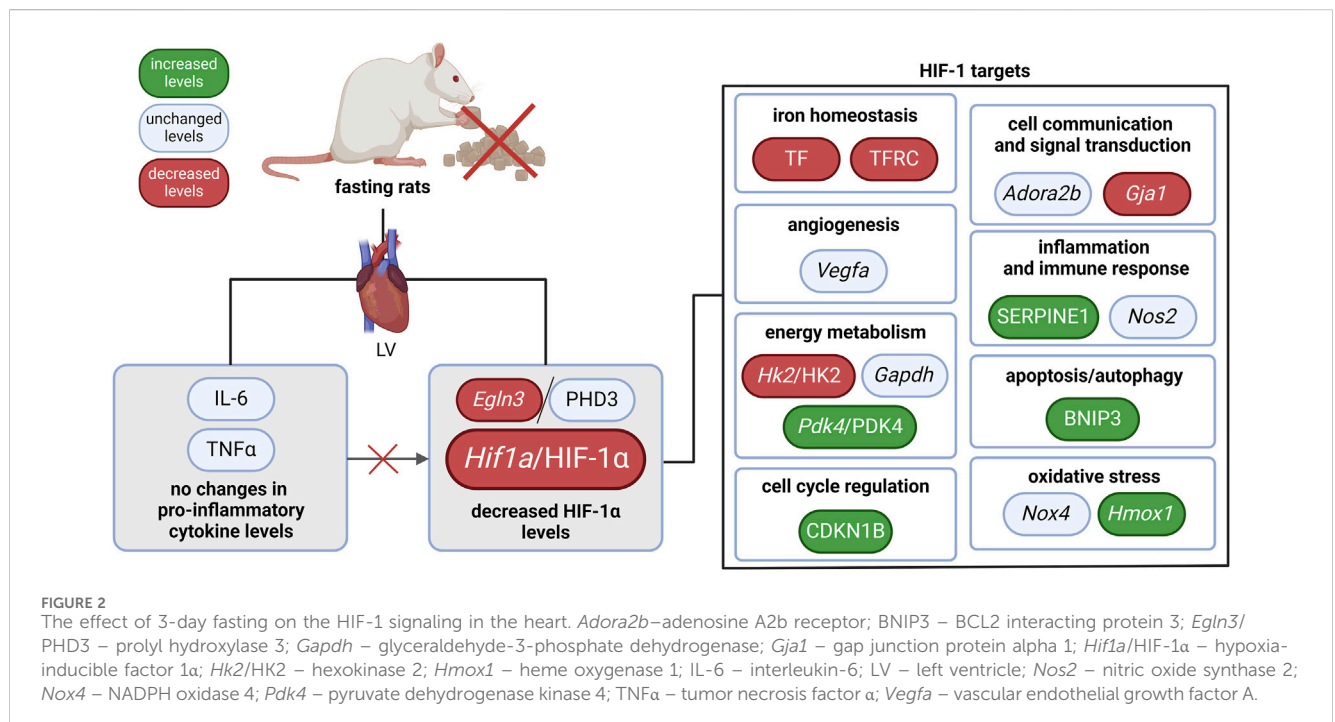 increased
levels
unchanged
levels
decreased
levels
fasting rats
LV
IL-6
TNFα
no changes in
pro-inflammatory
cytokine levels
Egln3/PHD3
Hif1a/HIF-1α
decreased HIF-1α
levels
HIF-1 targets
iron homeostasis
TF TFRC
angiogenesis
Vegfa
energy metabolism
Hk2/HK2 Gapdh
Pdk4/PDK4
cell cycle regulation
CDKN1B
cell communication
and signal transduction
Adora2b Gja1
inflammation
and immune response
SERPINE1 Nos2
apoptosis/autophagy
BNIP3
oxidative stress
Nox4 Hmox1
FIGURE 2
The effect of 3-day fasting on the HIF-1 signaling in the heart. Adora2b–adenosine A2b receptor; BNIP3 – BCL2 interacting protein 3; Egln3/
PHD3 – prolyl hydroxylase 3; Gapdh – glyceraldehyde-3-phosphate dehydrogenase; Gja1 – gap junction protein alpha 1; Hif1a/HIF-1α – hypoxia-
inducible factor 1α; Hk2/HK2 – hexokinase 2; Hmox1 – heme oxygenase 1; IL-6 – interleukin-6; LV – left ventricle; Nos2 – nitric oxide synthase 2;
Nox4 – NADPH oxidase 4; Pdk4 – pyruvate dehydrogenase kinase 4; TNFα – tumor necrosis factor α; Vegfa – vascular endothelial growth factor A.